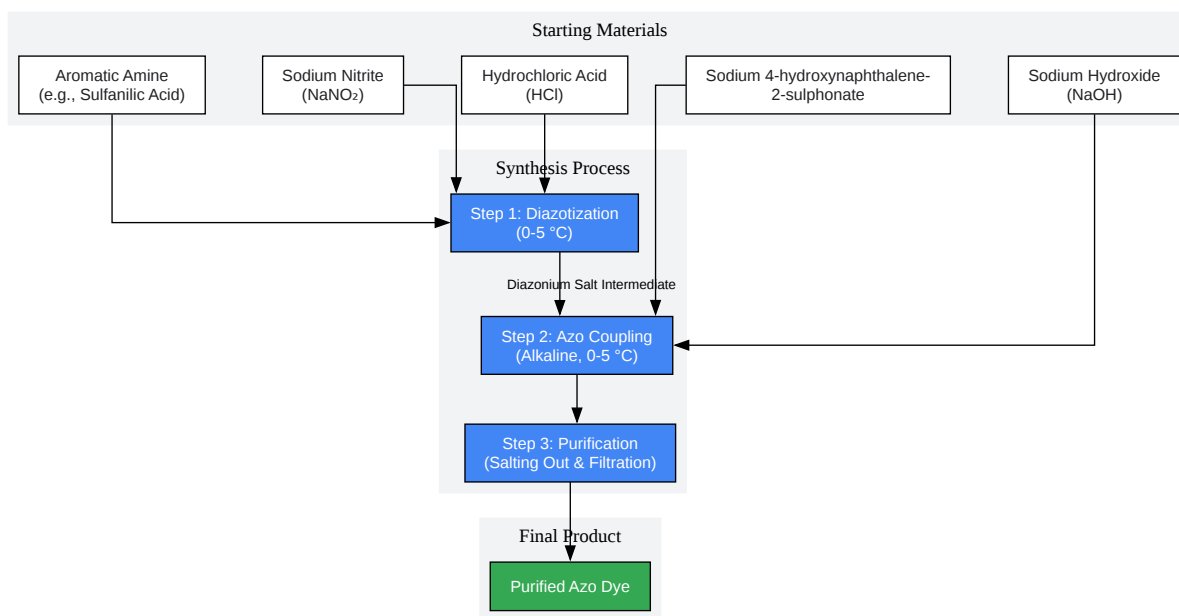 Starting Materials
Aromatic Amine
(e.g., Sulfanilic Acid)
Sodium Nitrite
(NaNO₂)
Hydrochloric Acid
(HCl)
Sodium 4-hydroxynaphthalene-
2-sulphonate
Sodium Hydroxide
(NaOH)
Synthesis Process
Step 1: Diazotization
(0-5 °C)
Diazonium Salt Intermediate
Step 2: Azo Coupling
(Alkaline, 0-5 °C)
Step 3: Purification
(Salting Out & Filtration)
Final Product
Purified Azo Dye